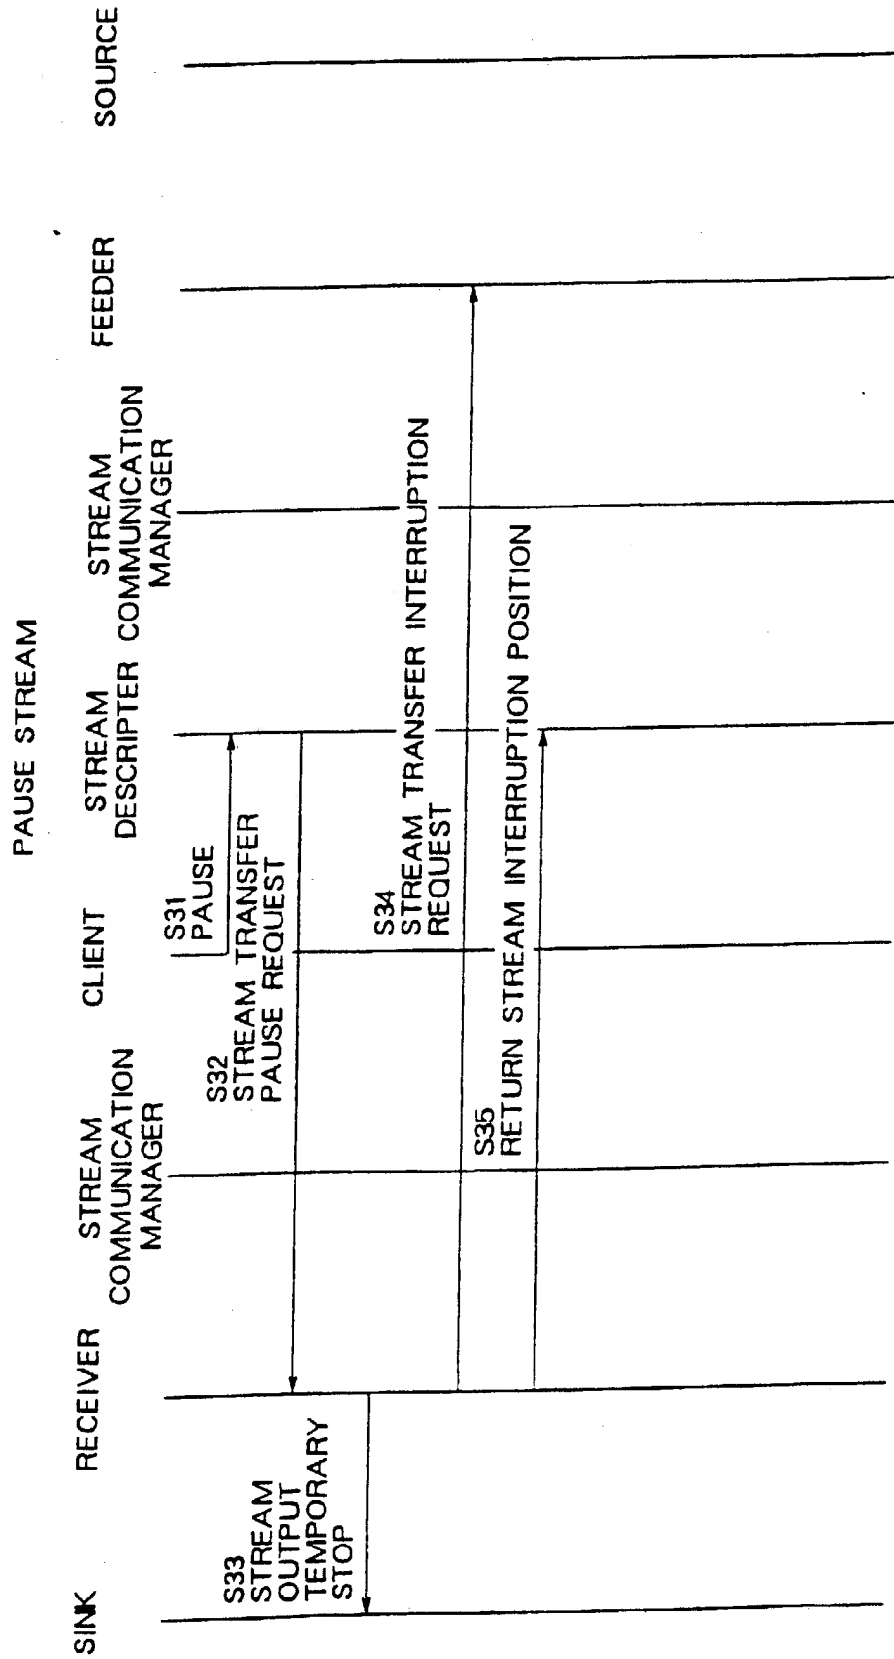 PAUSE STREAM
SINK
RECEIVER
STREAM
COMMUNICATION
MANAGER
CLIENT
STREAM
DESCRIPTER
STREAM
COMMUNICATION
MANAGER
FEEDER
SOURCE
S31
PAUSE
S32
STREAM TRANSFER
PAUSE REQUEST
S33
STREAM
OUTPUT
TEMPORARY
STOP
S34
STREAM TRANSFER INTERRUPTION
REQUEST
S35
RETURN STREAM INTERRUPTION POSITION